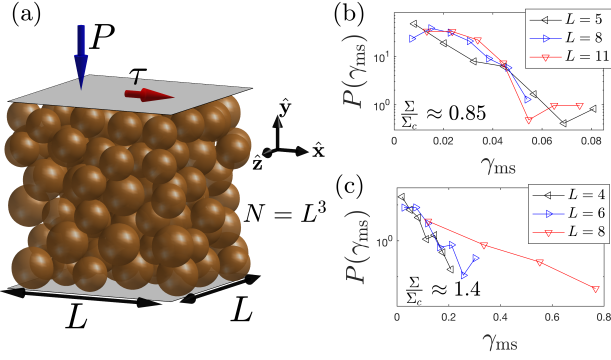 (a)
P
τ
ŷ
ẑ
x̂
N = L³
L
L
(b)
P(γms)
10¹
10⁰
Σ/Σc ≈ 0.85
L = 5
L = 8
L = 11
0 0.02 0.04 0.06 0.08
γms
(c)
P(γms)
10⁰
Σ/Σc ≈ 1.4
L = 4
L = 6
L = 8
0 0.2 0.4 0.6 0.8
γms